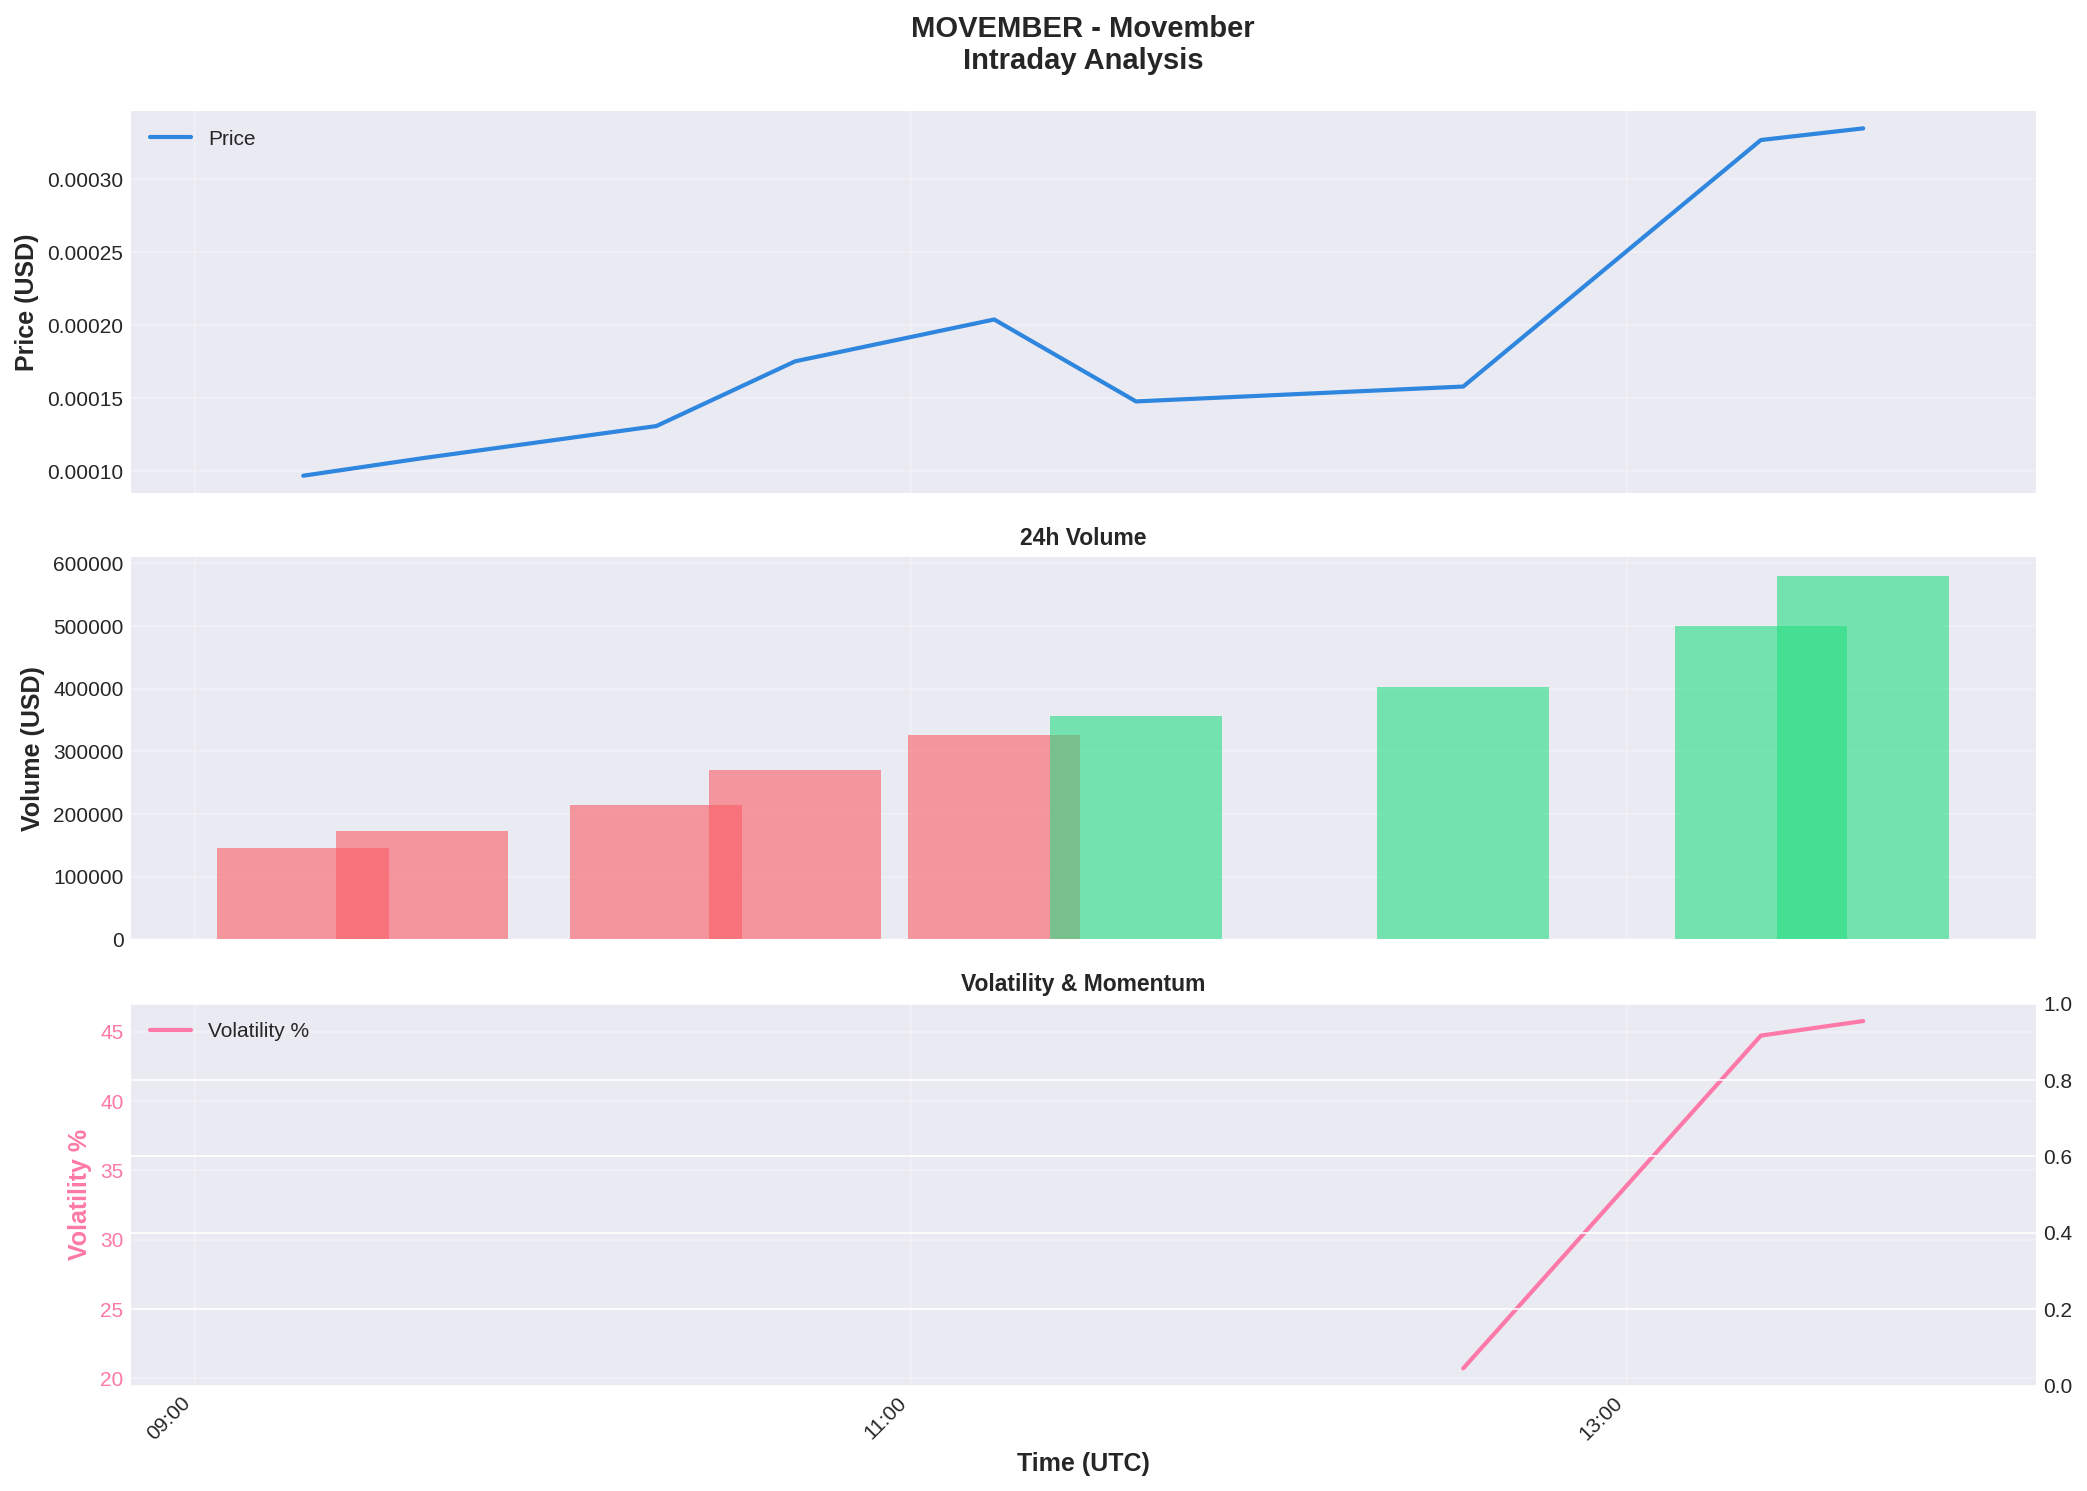 MOVEMBER - Movember
Intraday Analysis
Price
Price (USD)
0.00030
0.00025
0.00020
0.00015
0.00010
24h Volume
Volume (USD)
600000
500000
400000
300000
200000
100000
0
Volatility & Momentum
Volatility %
Volatility %
45
40
35
30
25
20
1.0
0.8
0.6
0.4
0.2
0.0
09:00
11:00
13:00
Time (UTC)